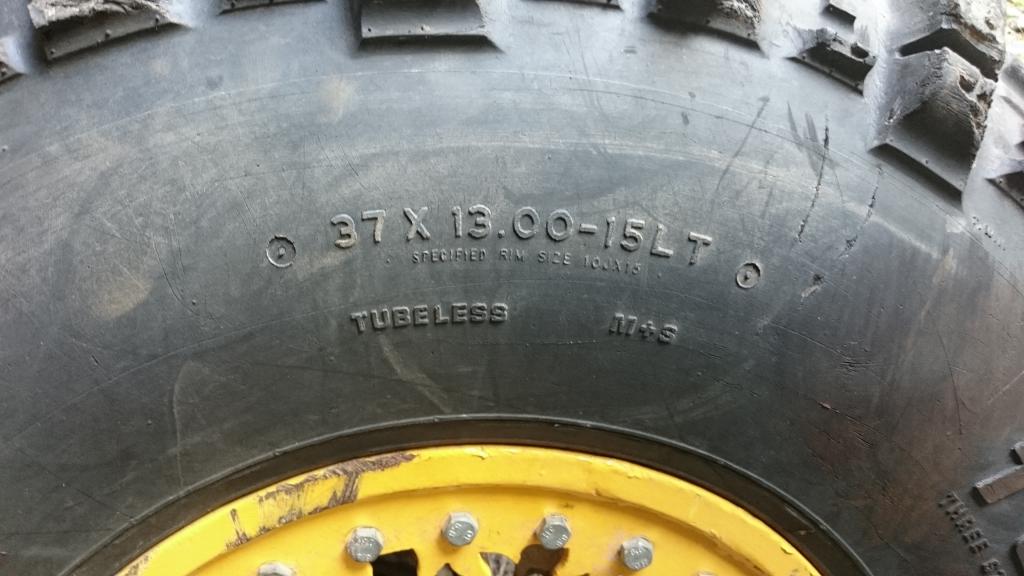 37 X 13.00-15LT
SPECIFIED RIM SIZE 10JX15
TUBELESS M+S